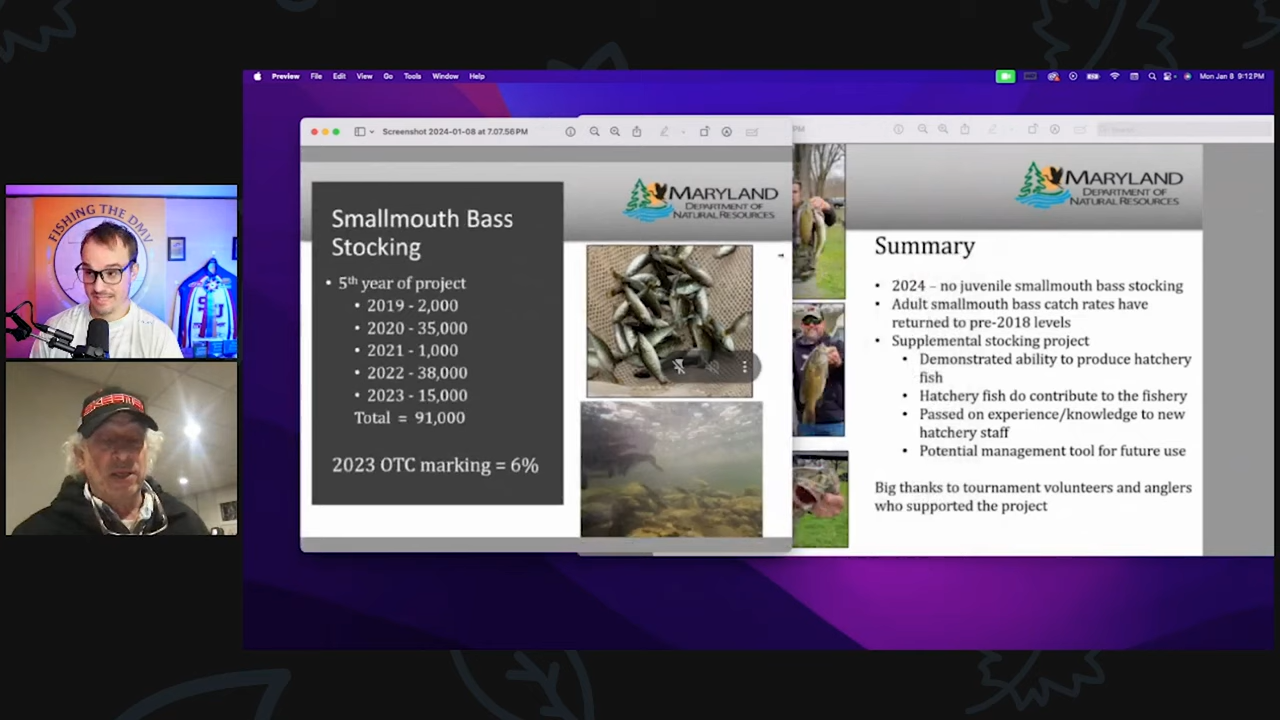 Preview File Edit View Go Tools Window Help
Mon Jan 8 9:12PM
Screenshot 2024-01-08 at 7.07.56PM
PM
Search
MARYLAND
DEPARTMENT OF
NATURAL RESOURCES
Smallmouth Bass
Stocking
• 5th year of project
• 2019 - 2,000
• 2020 - 35,000
• 2021 - 1,000
• 2022 - 38,000
• 2023 - 15,000
Total = 91,000
2023 OTC marking = 6%
MARYLAND
DEPARTMENT OF
NATURAL RESOURCES
Summary
• 2024 – no juvenile smallmouth bass stocking
• Adult smallmouth bass catch rates have
returned to pre-2018 levels
• Supplemental stocking project
• Demonstrated ability to produce hatchery
fish
• Hatchery fish do contribute to the fishery
• Passed on experience/knowledge to new
hatchery staff
• Potential management tool for future use
Big thanks to tournament volunteers and anglers
who supported the project
FISHING THE DMV